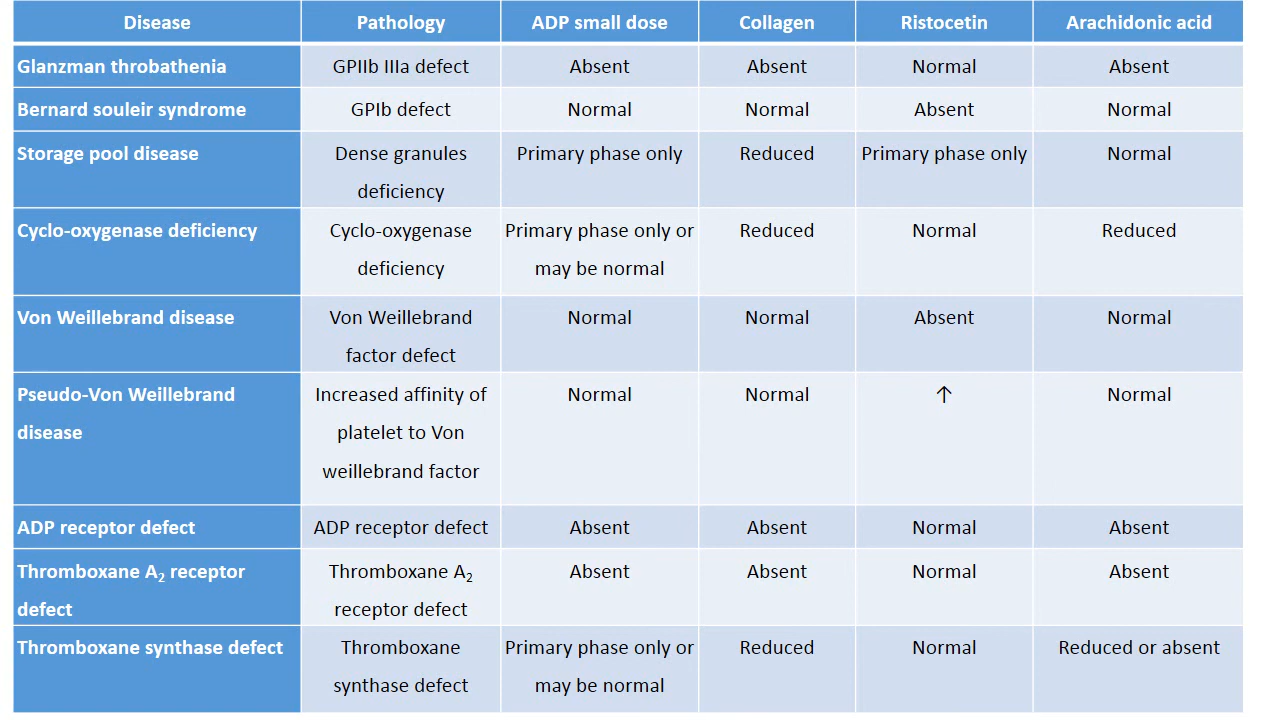 Disease Pathology ADP small dose Collagen Ristocetin Arachidonic acid
Glanzman throbathenia GPIIb IIIa defect Absent Absent Normal Absent
Bernard souleir syndrome GPIb defect Normal Normal Absent Normal
Storage pool disease Dense granules Primary phase only Reduced Primary phase only Normal
deficiency
Cyclo-oxygenase deficiency Cyclo-oxygenase Primary phase only or Reduced Normal Reduced
deficiency may be normal
Von Weillebrand disease Von Weillebrand Normal Normal Absent Normal
factor defect
Pseudo-Von Weillebrand Increased affinity of Normal Normal ↑ Normal
disease platelet to Von
weillebrand factor
ADP receptor defect ADP receptor defect Absent Absent Normal Absent
Thromboxane A₂ receptor Thromboxane A₂ Absent Absent Normal Absent
defect receptor defect
Thromboxane synthase defect Thromboxane Primary phase only or Reduced Normal Reduced or absent
synthase defect may be normal